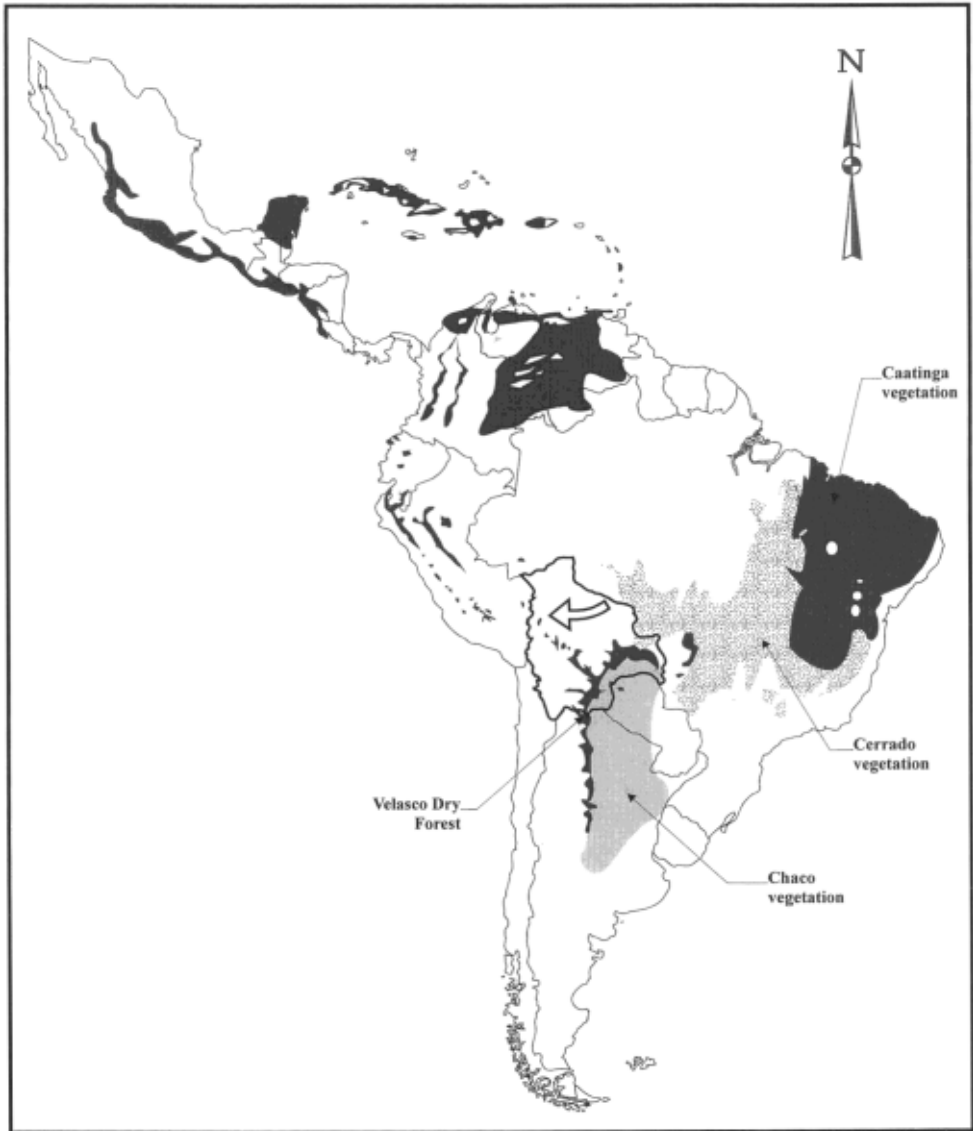 N
Caatinga
vegetation
Cerrado
vegetation
Velasco Dry
Forest
Chaco
vegetation